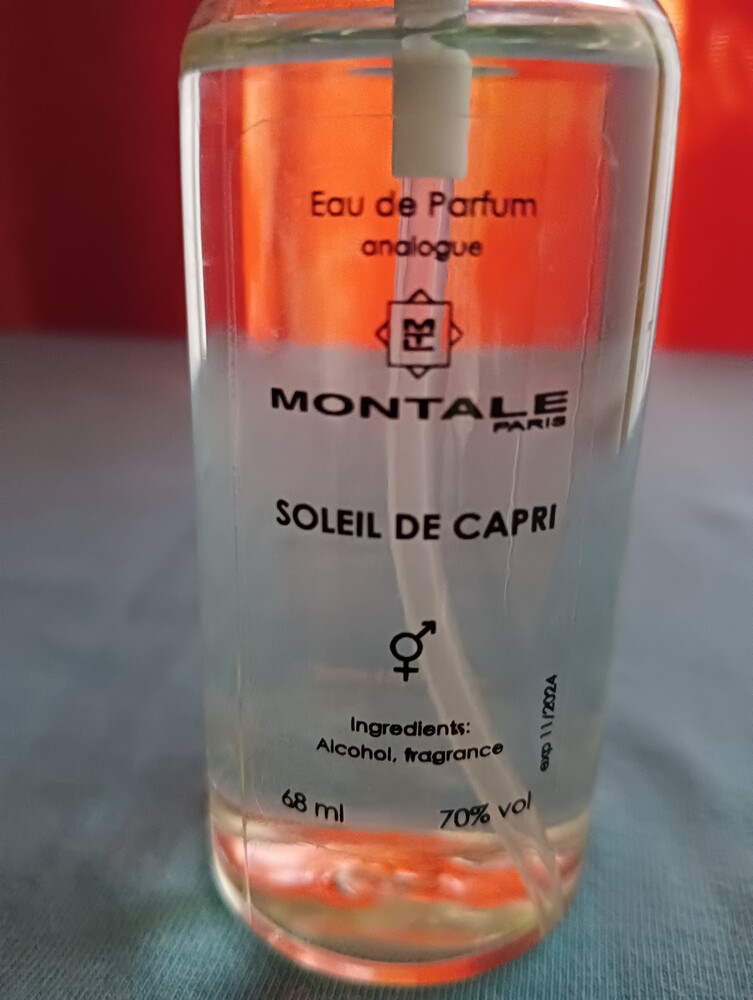 Eau de Parfum
analogue
MONTALE
PARIS
SOLEIL DE CAPRI
Ingredients:
Alcohol, fragrance
exp 11/2024
68 ml
70% vol